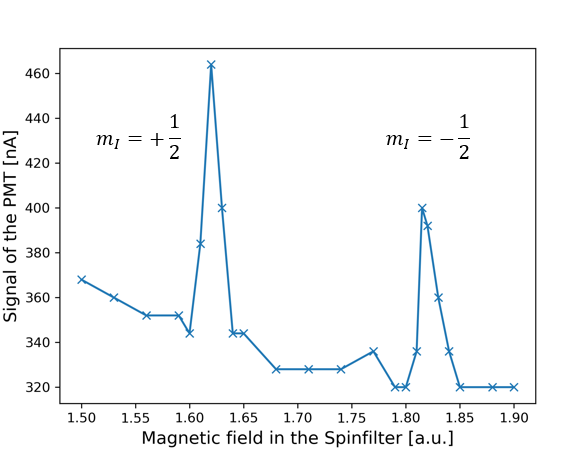 460
440
420
400
380
360
340
320
Signal of the PMT [nA]
m_I = + 1/2
m_I = − 1/2
1.50 1.55 1.60 1.65 1.70 1.75 1.80 1.85 1.90
Magnetic field in the Spinfilter [a.u.]